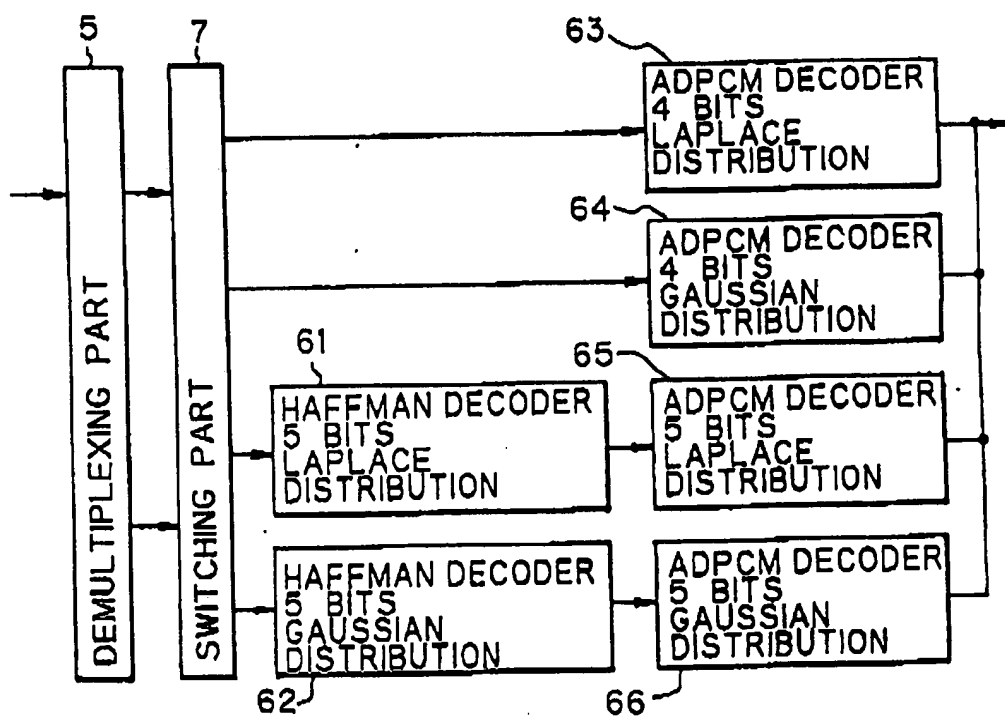 5
7
63
ADPCM DECODER
4 BITS
LAPLACE
DISTRIBUTION
64
ADPCM DECODER
4 BITS
GAUSSIAN
DISTRIBUTION
61
HAFFMAN DECODER
5 BITS
LAPLACE
DISTRIBUTION
65
ADPCM DECODER
5 BITS
LAPLACE
DISTRIBUTION
HAFFMAN DECODER
5 BITS
GAUSSIAN
DISTRIBUTION
62
ADPCM DECODER
5 BITS
GAUSSIAN
DISTRIBUTION
66
DEMULTIPLEXING PART
SWITCHING PART